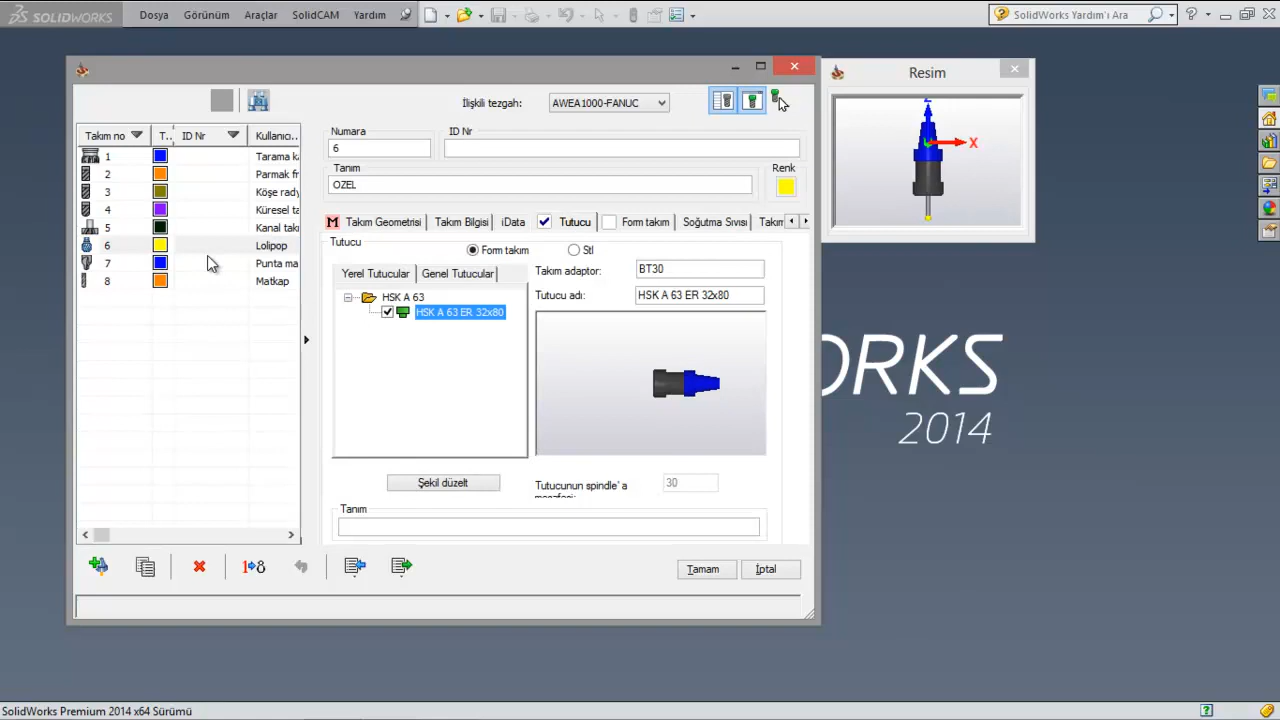 SOLIDWORKS
Dosya
Görünüm
Araçlar
SolidCAM
Yardım
SolidWorks Yardım'ı Ara
İlişkili tezgah:
AWEA1000-FANUC
Resim
X
Takım no
T..
ID Nr
Kullanıcı..
1
Tarama k
2
Parmak fr
3
Köşe rady
4
Küresel ta
5
Kanal takı
6
Lolipop
7
Punta ma
8
Matkap
Numara
6
ID Nr
Tanım
OZEL
Renk
M Takım Geometrisi
Takım Bilgisi
iData
Tutucu
Form takım
Soğutma Sıvısı
Takım
Tutucu
Form takım
Stl
Yerel Tutucular
Genel Tutucular
HSK A 63
HSK A 63 ER 32x80
Takım adaptor:
BT30
Tutucu adı:
HSK A 63 ER 32x80
Şekil düzelt
Tutucunun spindle' a
30
Tanım
Tamam
İptal
ORKS
2014
SolidWorks Premium 2014 x64 Sürümü